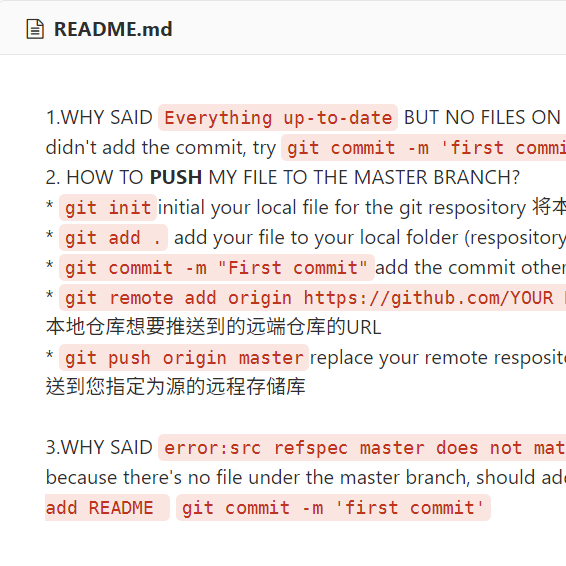 README.md
1.WHY SAID Everything up-to-date BUT NO FILES ON
didn't add the commit, try git commit -m 'first commi
2. HOW TO PUSH MY FILE TO THE MASTER BRANCH?
* git init initial your local file for the git respository 将本
* git add . add your file to your local folder (respository
* git commit -m "First commit" add the commit other
* git remote add origin https://github.com/YOUR
本地仓库想要推送到的远端仓库的URL
* git push origin master replace your remote resposite
送到您指定为源的远程存储库
3.WHY SAID error:src refspec master does not mat
because there's no file under the master branch, should add
add README git commit -m 'first commit'